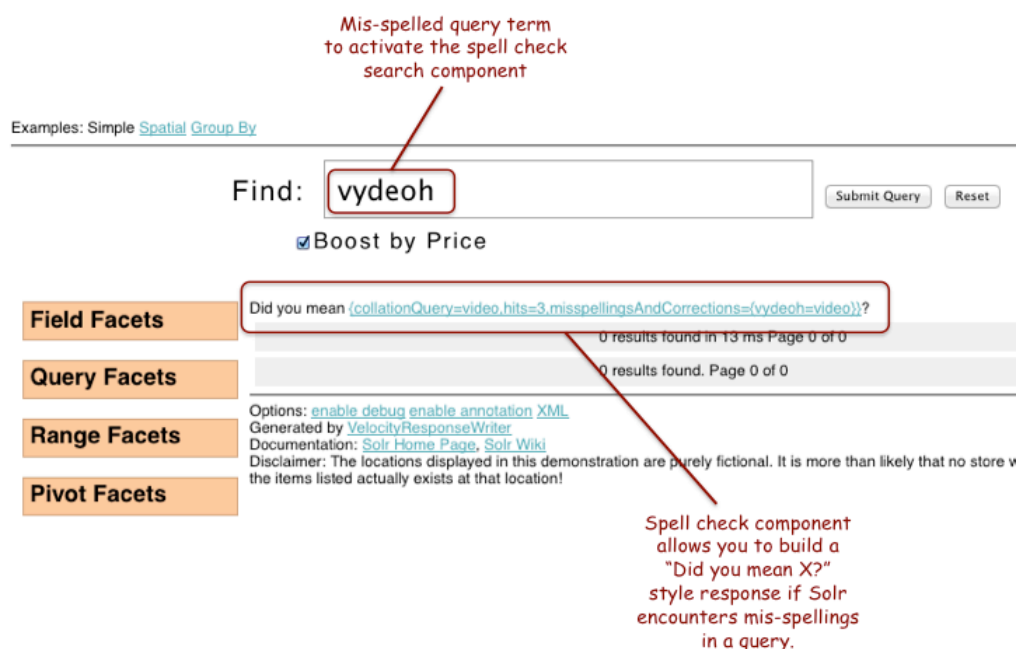 Mis-spelled query term
to activate the spell check
search component
Examples: Simple Spatial Group By
Find: vydeoh Submit Query Reset
Boost by Price
Did you mean {collationQuery=video,hits=3,misspellingsAndCorrections={vydeoh=video}}?
Field Facets
0 results found in 13 ms Page 0 of 0
Query Facets
0 results found. Page 0 of 0
Options: enable debug enable annotation XML
Generated by VelocityResponseWriter
Range Facets
Documentation: Solr Home Page, Solr Wiki
Disclaimer: The locations displayed in this demonstration are purely fictional. It is more than likely that no store
the items listed actually exists at that location!
Pivot Facets
Spell check component
allows you to build a
“Did you mean X?”
style response if Solr
encounters mis-spellings
in a query.